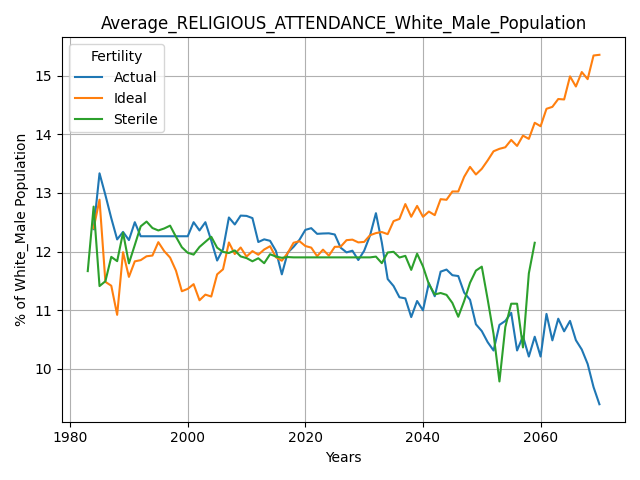 Average_RELIGIOUS_ATTENDANCE_White_Male_Population
Fertility
Actual
Ideal
Sterile
% of White_Male Population
15
14
13
12
11
10
1980
2000
2020
2040
2060
Years